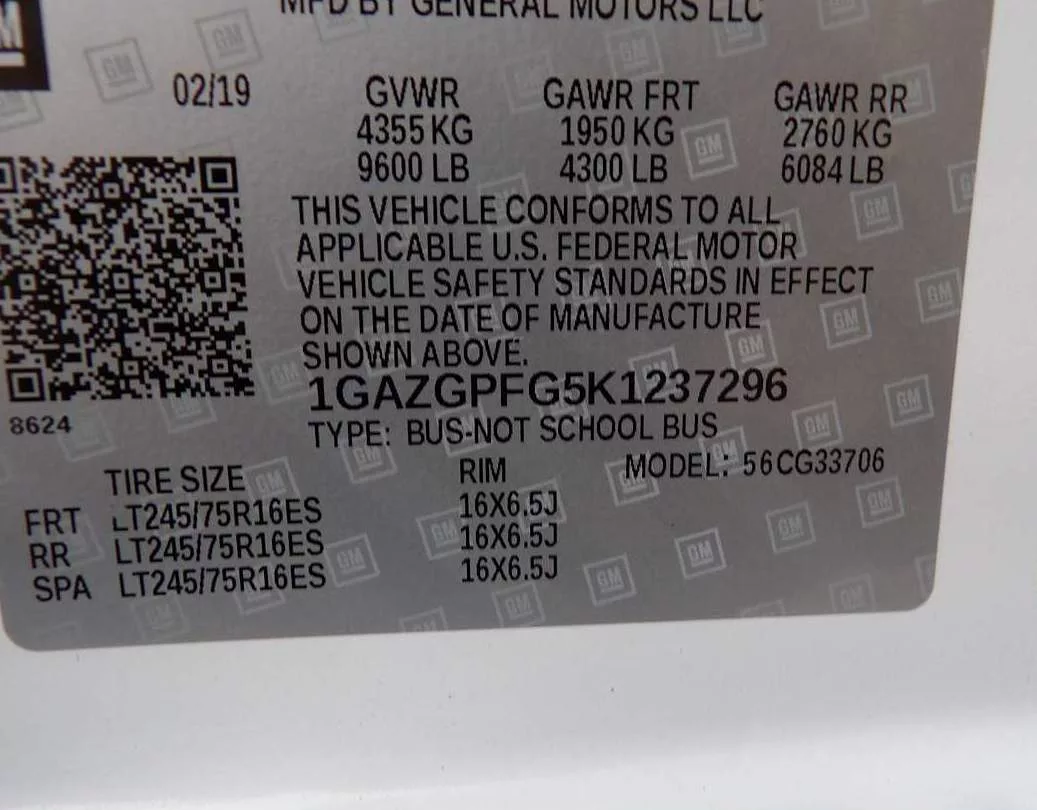 MFD BY GENERAL MOTORS LLC
02/19 GVWR GAWR FRT GAWR RR
4355 KG 1950 KG 2760 KG
9600 LB 4300 LB 6084 LB
THIS VEHICLE CONFORMS TO ALL
APPLICABLE U.S. FEDERAL MOTOR
VEHICLE SAFETY STANDARDS IN EFFECT
ON THE DATE OF MANUFACTURE
SHOWN ABOVE.
1GAZGPFG5K1237296
8624
TYPE: BUS-NOT SCHOOL BUS
TIRE SIZE RIM MODEL: 56CG33706
FRT LT245/75R16ES 16X6.5J
RR LT245/75R16ES 16X6.5J
SPA LT245/75R16ES 16X6.5J